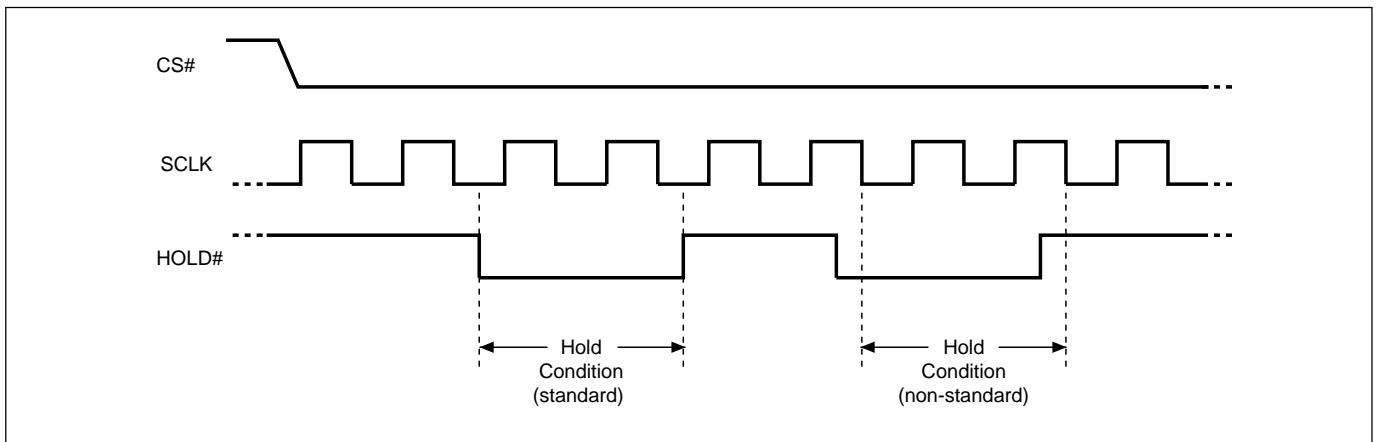 CS#
SCLK
HOLD#
Hold
Condition
(standard)
Hold
Condition
(non-standard)